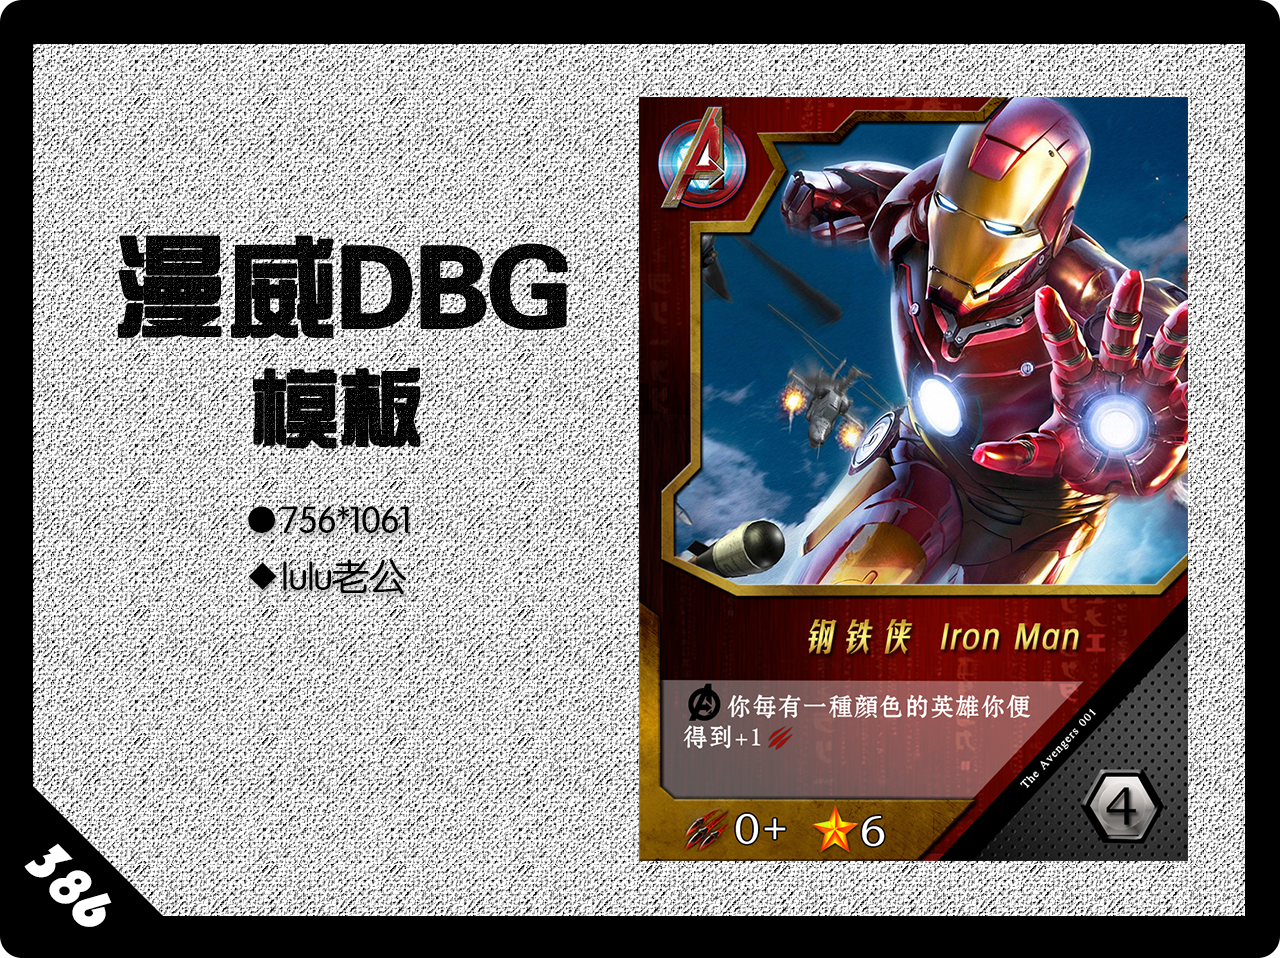 漫威DBG
模板
●756*1061
◆lulu老公
386
钢铁侠 Iron Man
你每有一種顏色的英雄你便
得到+1
The Avengers 001
0+
6
4